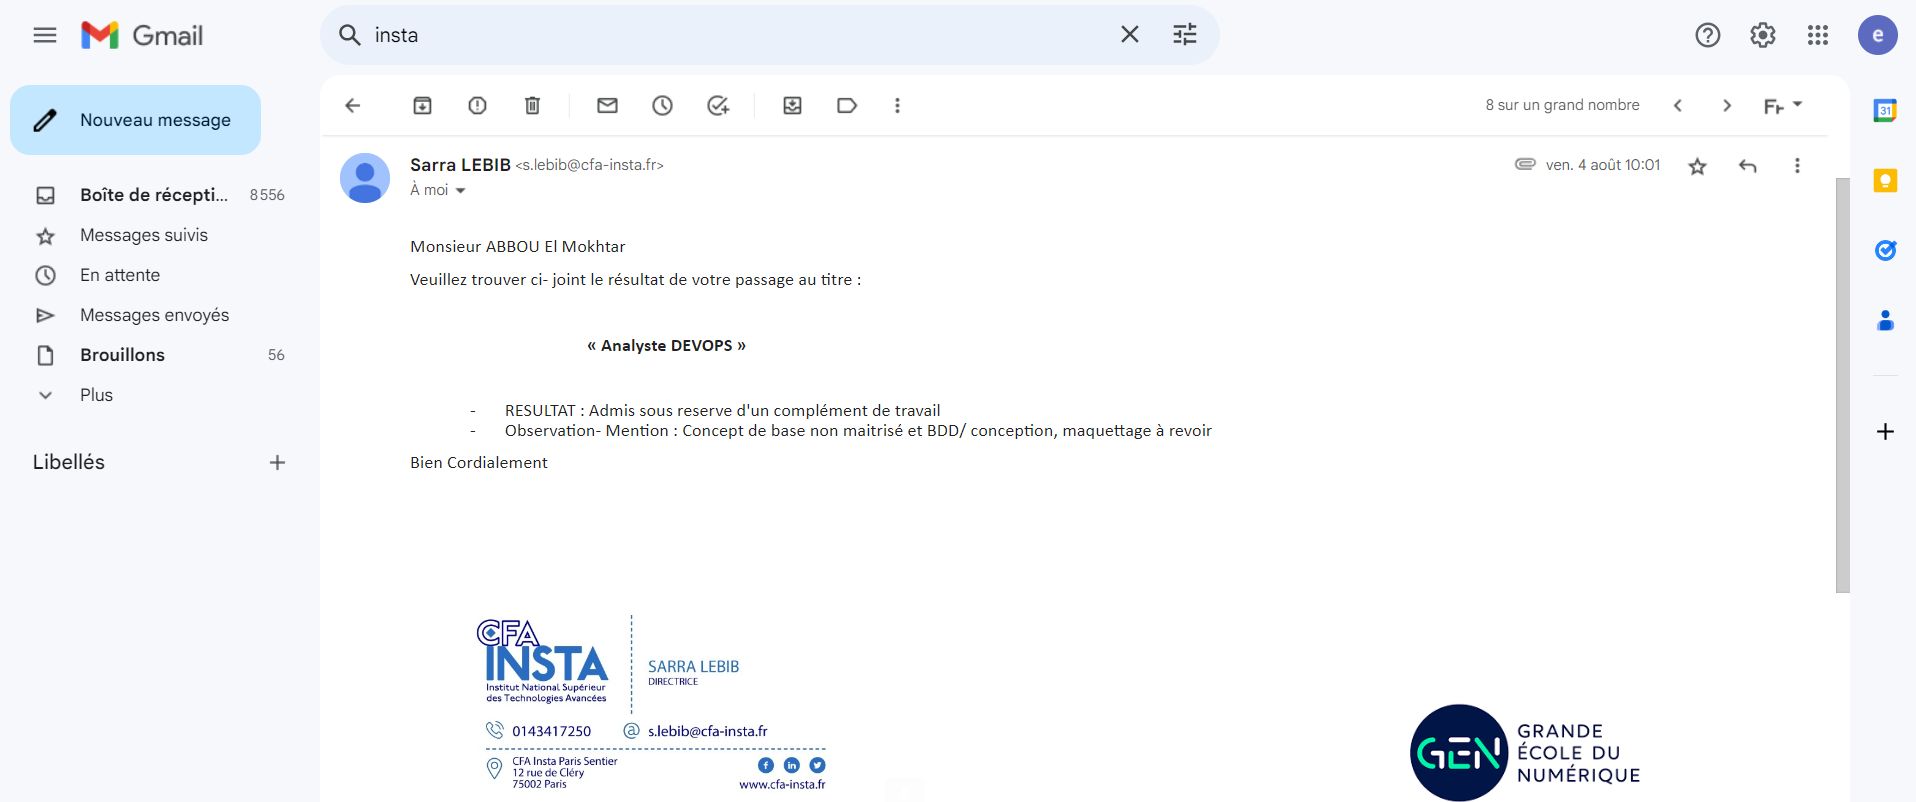 Gmail
insta
e
Nouveau message
8 sur un grand nombre
Boîte de récepti... 8 556
Messages suivis
En attente
Messages envoyés
Brouillons 56
Plus
Libellés
Sarra LEBIB <s.lebib@cfa-insta.fr>
ven. 4 août 10:01
À moi
Monsieur ABBOU El Mokhtar
Veuillez trouver ci- joint le résultat de votre passage au titre :
« Analyste DEVOPS »
- RESULTAT : Admis sous reserve d'un complément de travail
- Observation- Mention : Concept de base non maitrisé et BDD/ conception, maquettage à revoir
Bien Cordialement
CFA
INSTA
Institut National Supérieur
des Technologies Avancées
SARRA LEBIB
DIRECTRICE
0143417250
s.lebib@cfa-insta.fr
CFA Insta Paris Sentier
12 rue de Cléry
75002 Paris
www.cfa-insta.fr
GEN
GRANDE
ÉCOLE DU
NUMÉRIQUE
31